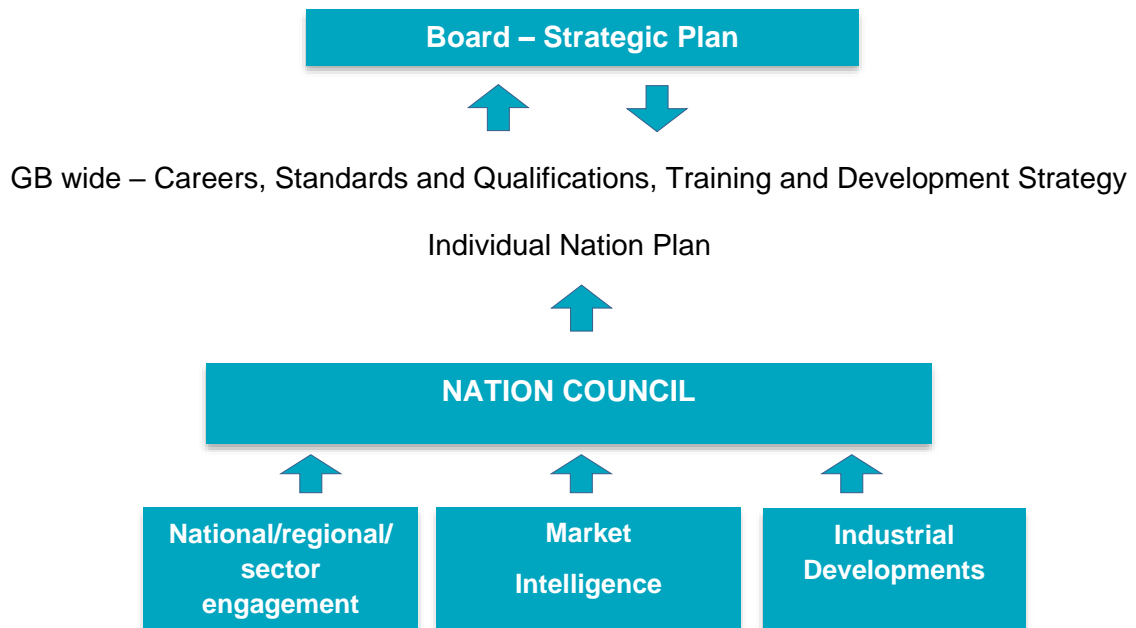 Board – Strategic Plan
GB wide – Careers, Standards and Qualifications, Training and Development Strategy
Individual Nation Plan
NATION COUNCIL
National/regional/
sector
engagement
Market
Intelligence
Industrial
Developments